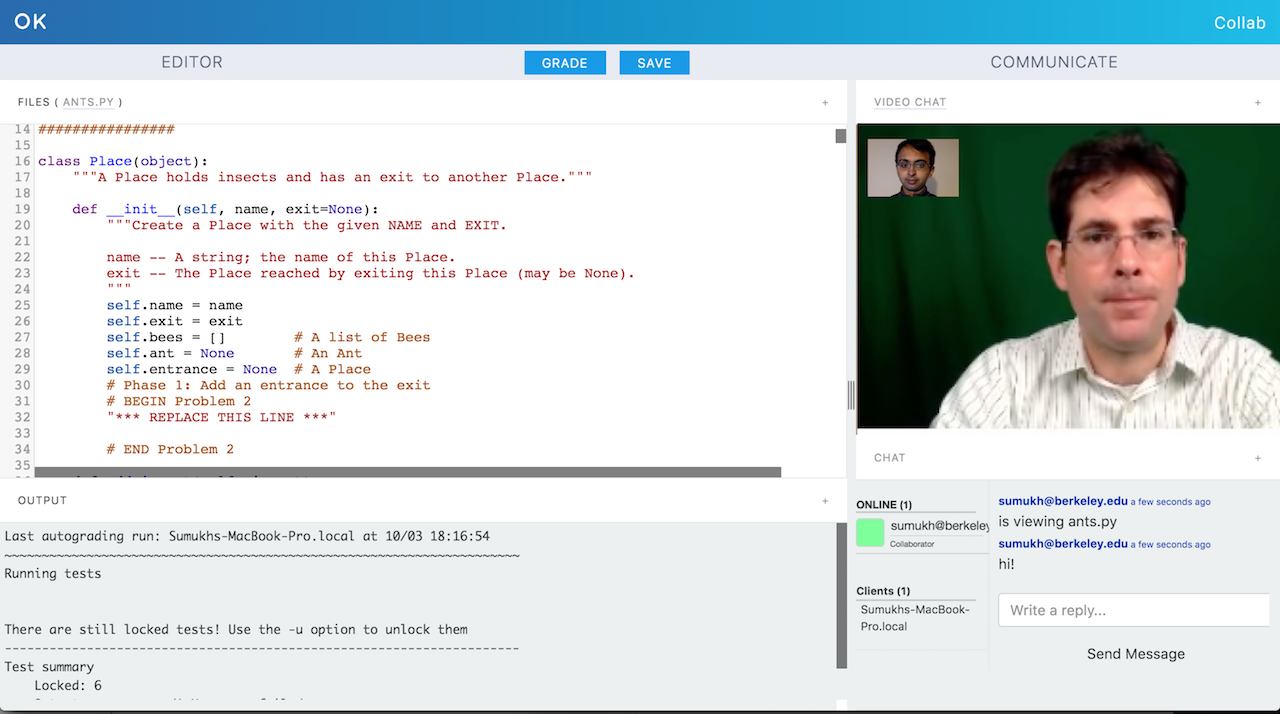 OK
Collab
EDITOR
GRADE
SAVE
COMMUNICATE
FILES ( ANTS.PY )
+
14 ################
15
16 class Place(object):
17     """A Place holds insects and has an exit to another Place."""
18
19     def __init__(self, name, exit=None):
20         """Create a Place with the given NAME and EXIT.
21
22         name -- A string; the name of this Place.
23         exit -- The Place reached by exiting this Place (may be None).
24         """
25         self.name = name
26         self.exit = exit
27         self.bees = []        # A list of Bees
28         self.ant = None       # An Ant
29         self.entrance = None  # A Place
30         # Phase 1: Add an entrance to the exit
31         # BEGIN Problem 2
32         "*** REPLACE THIS LINE ***"
33
34         # END Problem 2
35
OUTPUT
+
Last autograding run: Sumukhs-MacBook-Pro.local at 10/03 18:16:54
~~~~~~~~~~~~~~~~~~~~~~~~~~~~~~~~~~~~~~~~~~~~~~~~~~~~~~~~~~~~~~~~~~~~~
Running tests
There are still locked tests! Use the -u option to unlock them
---------------------------------------------------------------------
Test summary
    Locked: 6
VIDEO CHAT
+
CHAT
+
ONLINE (1)
sumukh@berkeley
Collaborator
Clients (1)
Sumukhs-MacBook-
Pro.local
sumukh@berkeley.edu a few seconds ago
is viewing ants.py
sumukh@berkeley.edu a few seconds ago
hi!
Write a reply...
Send Message